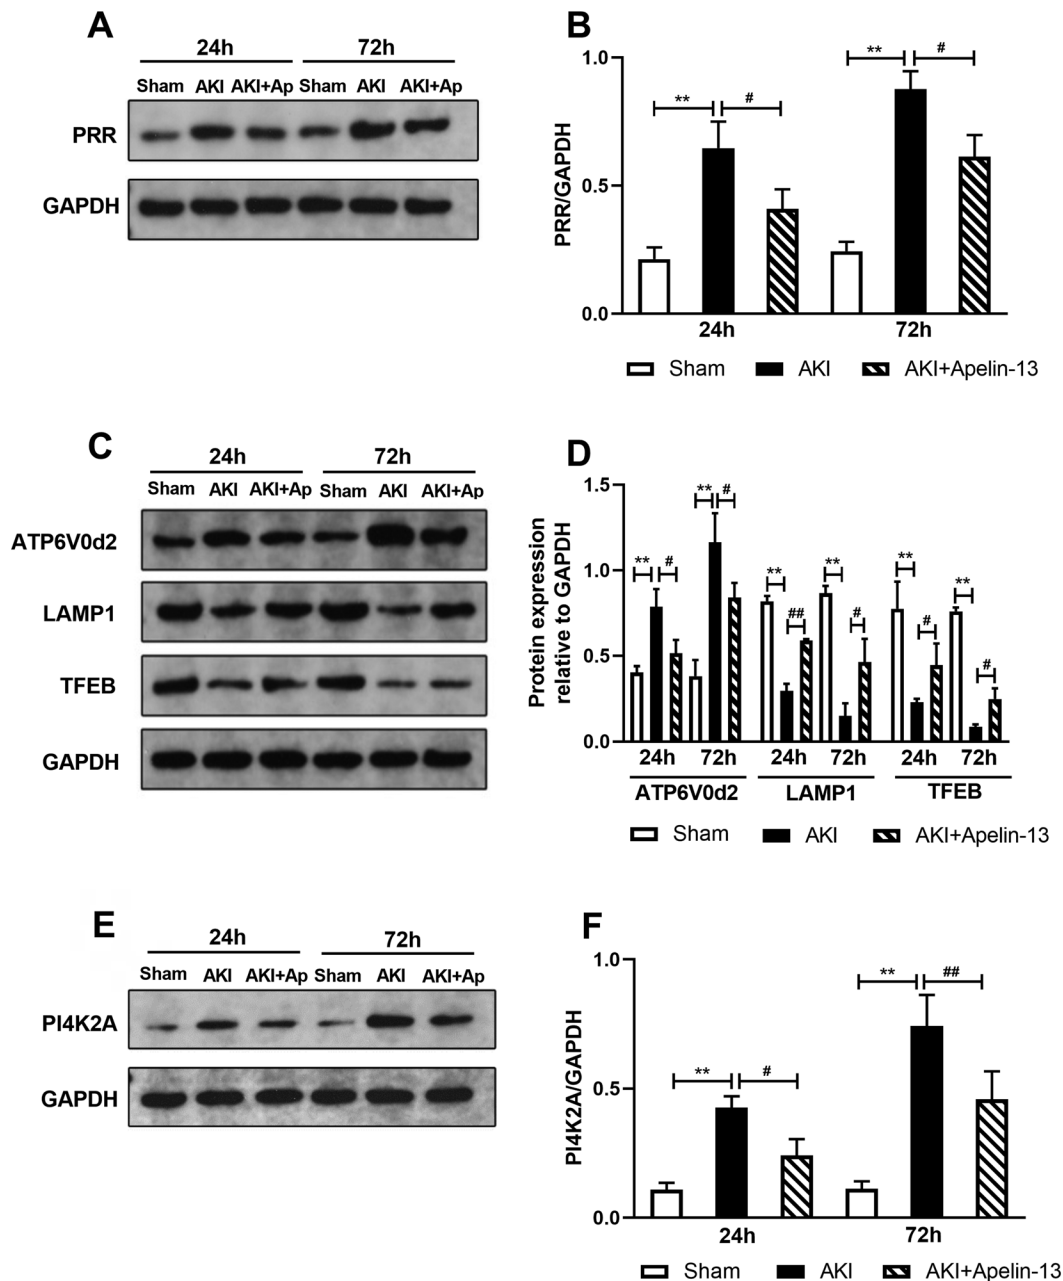 A
24h 72h
Sham AKI AKI+Ap Sham AKI AKI+Ap
PRR
GAPDH
B
PRR/GAPDH
1.0
0.5
0.0
** # ** #
24h 72h
Sham AKI AKI+Apelin-13
C
24h 72h
Sham AKI AKI+Ap Sham AKI AKI+Ap
ATP6V0d2
LAMP1
TFEB
GAPDH
D
Protein expression
relative to GAPDH
1.5
1.0
0.5
0.0
** # ** # ** ## ** # ** # ** #
24h 72h 24h 72h 24h 72h
ATP6V0d2 LAMP1 TFEB
Sham AKI AKI+Apelin-13
E
24h 72h
Sham AKI AKI+Ap Sham AKI AKI+Ap
PI4K2A
GAPDH
F
PI4K2A/GAPDH
1.0
0.5
0.0
** # ** ##
24h 72h
Sham AKI AKI+Apelin-13